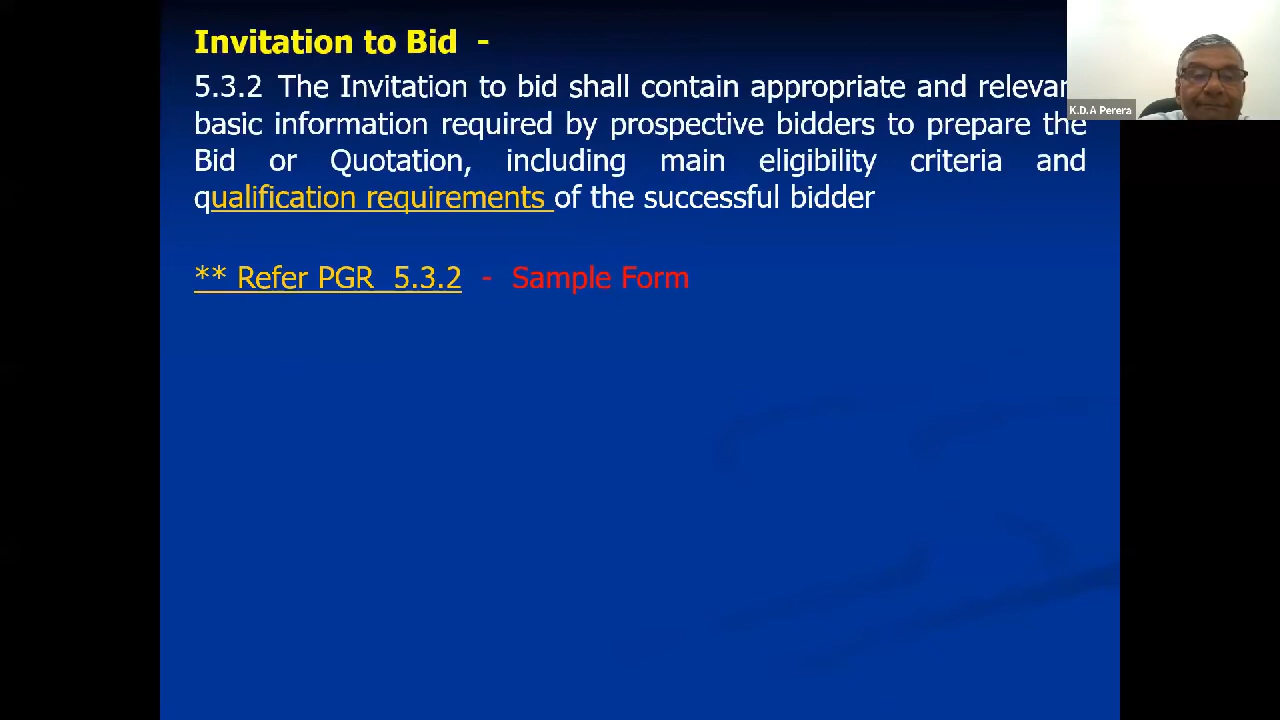 Invitation to Bid -
5.3.2 The Invitation to bid shall contain appropriate and relevan
basic information required by prospective bidders to prepare the
Bid or Quotation, including main eligibility criteria and
qualification requirements of the successful bidder
** Refer PGR 5.3.2 - Sample Form
K.D.A Perera